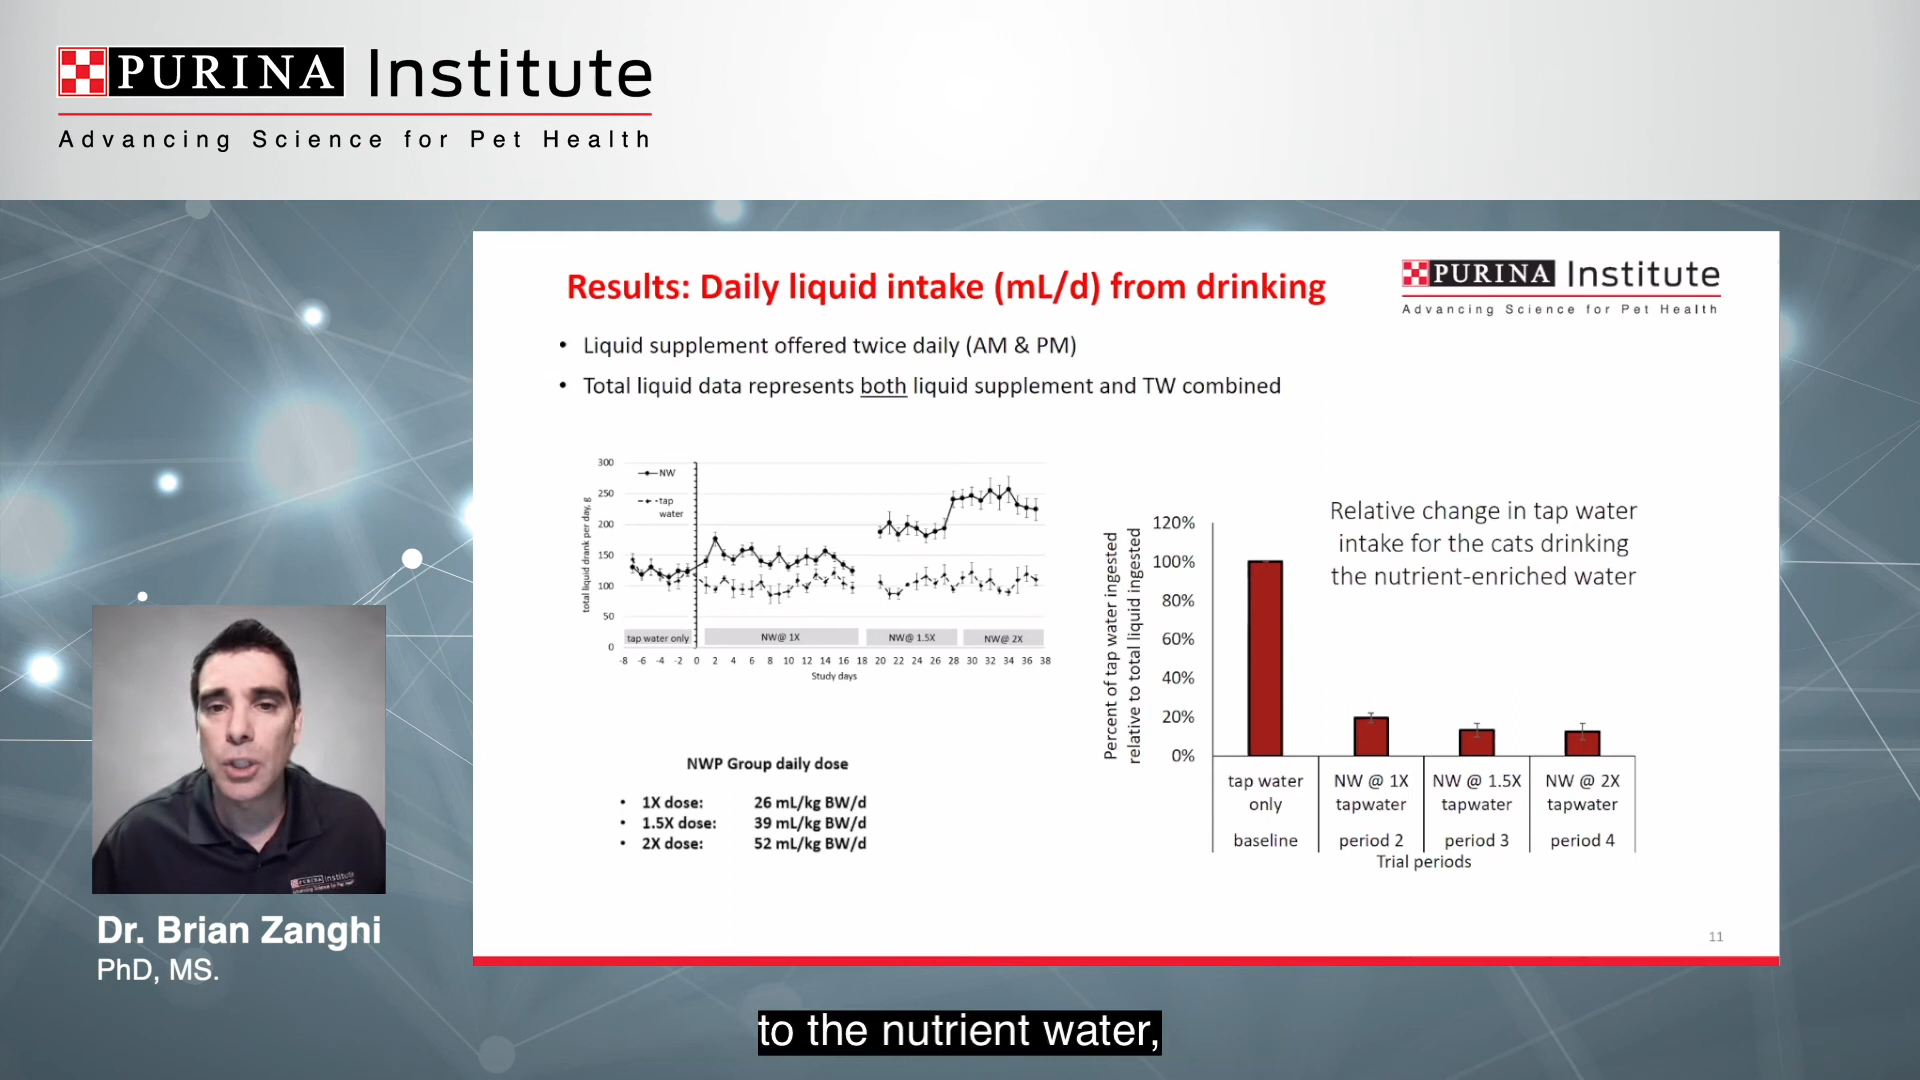 PURINA Institute
Advancing Science for Pet Health
Results: Daily liquid intake (mL/d) from drinking
PURINA Institute
Advancing Science for Pet Health
• Liquid supplement offered twice daily (AM & PM)
• Total liquid data represents both liquid supplement and TW combined
total liquid drank per day, g
300
250
200
150
100
50
0
NW
tap
water
tap water only
NW@ 1X
NW@ 1.5X
NW@ 2X
-8 -6 -4 -2 0 2 4 6 8 10 12 14 16 18 20 22 24 26 28 30 32 34 36 38
Study days
NWP Group daily dose
• 1X dose: 26 mL/kg BW/d
• 1.5X dose: 39 mL/kg BW/d
• 2X dose: 52 mL/kg BW/d
Relative change in tap water
intake for the cats drinking
the nutrient-enriched water
Percent of tap water ingested
relative to total liquid ingested
120%
100%
80%
60%
40%
20%
0%
tap water
only
baseline
NW @ 1X
tapwater
period 2
NW @ 1.5X
tapwater
period 3
NW @ 2X
tapwater
period 4
Trial periods
11
PURINA Institute
Advancing Science for Pet Health
Dr. Brian Zanghi
PhD, MS.
to the nutrient water,